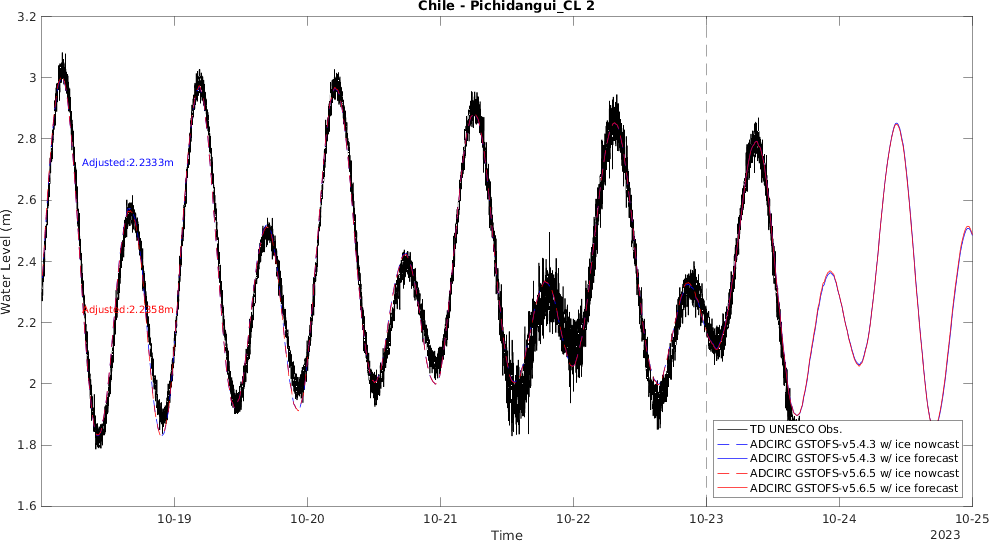 Chile - Pichidangui_CL 2
3.2
3
2.8
2.6
2.4
2.2
2
1.8
1.6
Water Level (m)
Adjusted:2.2333m
Adjusted:2.2358m
TD UNESCO Obs.
ADCIRC GSTOFS-v5.4.3 w/ ice nowcast
ADCIRC GSTOFS-v5.4.3 w/ ice forecast
ADCIRC GSTOFS-v5.6.5 w/ ice nowcast
ADCIRC GSTOFS-v5.6.5 w/ ice forecast
10-19 10-20 10-21 10-22 10-23 10-24 10-25
Time
2023